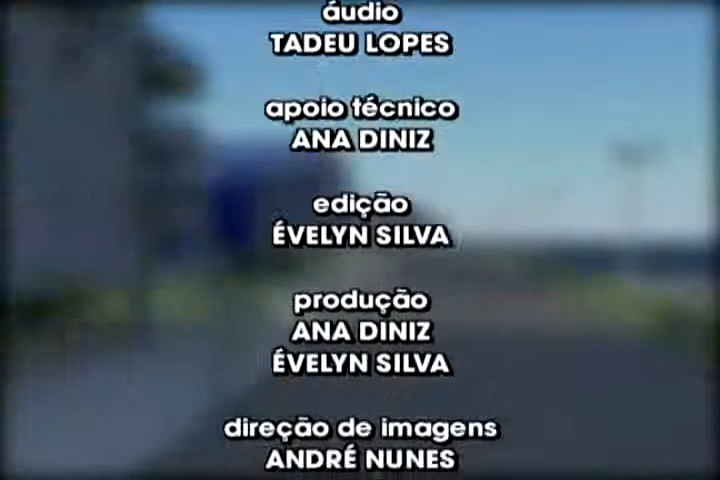 áudio
TADEU LOPES
apoio técnico
ANA DINIZ
edição
ÉVELYN SILVA
produção
ANA DINIZ
ÉVELYN SILVA
direção de imagens
ANDRÉ NUNES